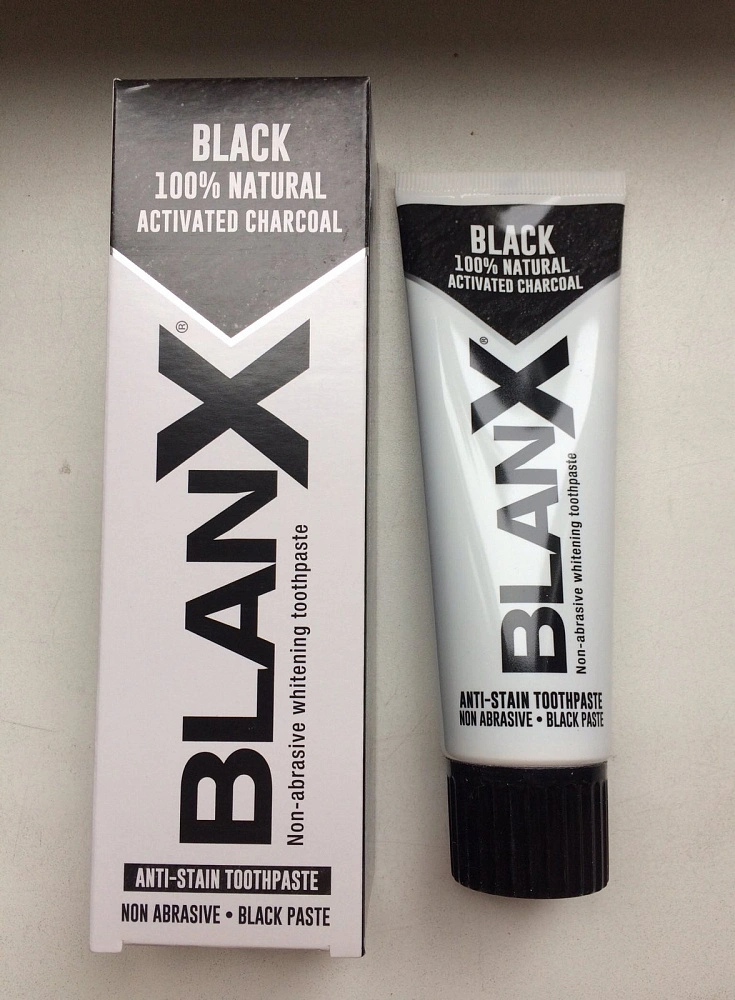 BLACK
100% NATURAL
ACTIVATED CHARCOAL
BLANX®
Non-abrasive whitening toothpaste
ANTI-STAIN TOOTHPASTE
NON ABRASIVE • BLACK PASTE
BLACK
100% NATURAL
ACTIVATED CHARCOAL
BLANX®
Non-abrasive whitening toothpaste
ANTI-STAIN TOOTHPASTE
NON ABRASIVE • BLACK PASTE